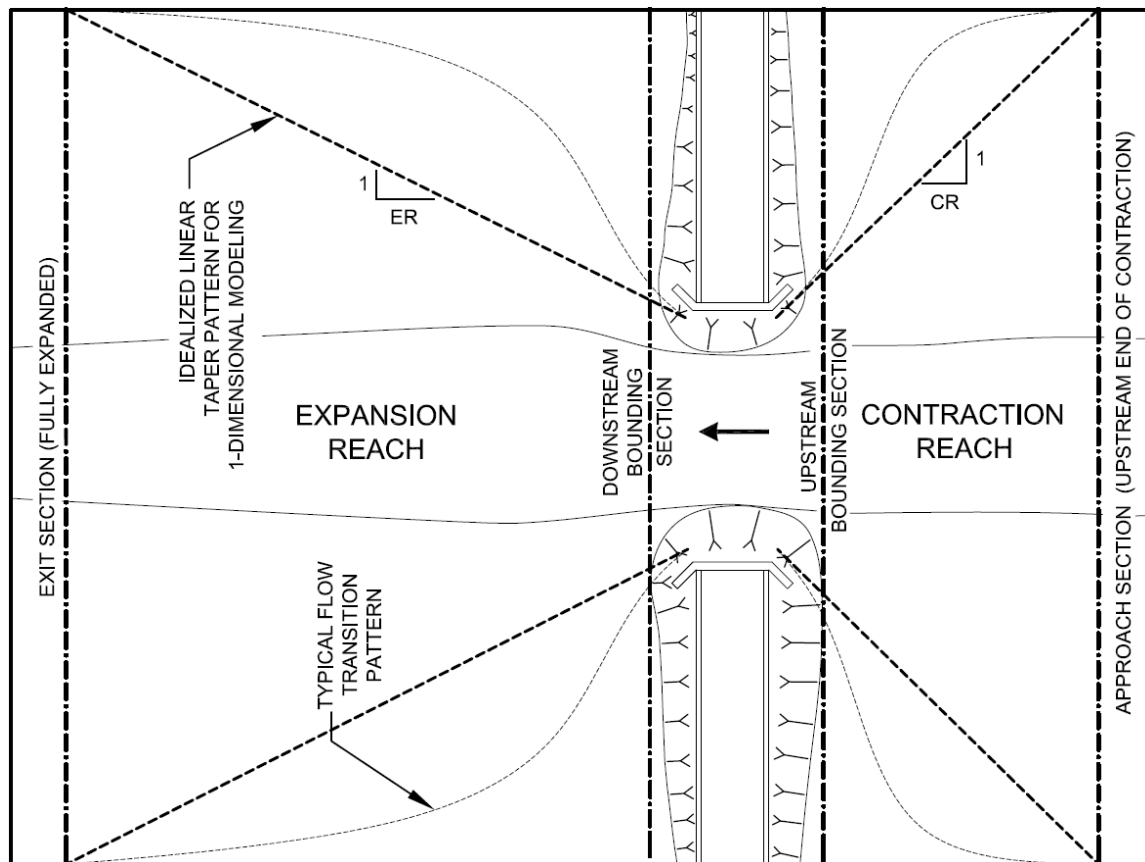 EXIT SECTION (FULLY EXPANDED)
IDEALIZED LINEAR
TAPER PATTERN FOR
1-DIMENSIONAL MODELING
1
ER
EXPANSION
REACH
TYPICAL FLOW
TRANSITION
PATTERN
DOWNSTREAM
BOUNDING
SECTION
UPSTREAM
BOUNDING SECTION
1
CR
CONTRACTION
REACH
APPROACH SECTION (UPSTREAM END OF CONTRACTION)